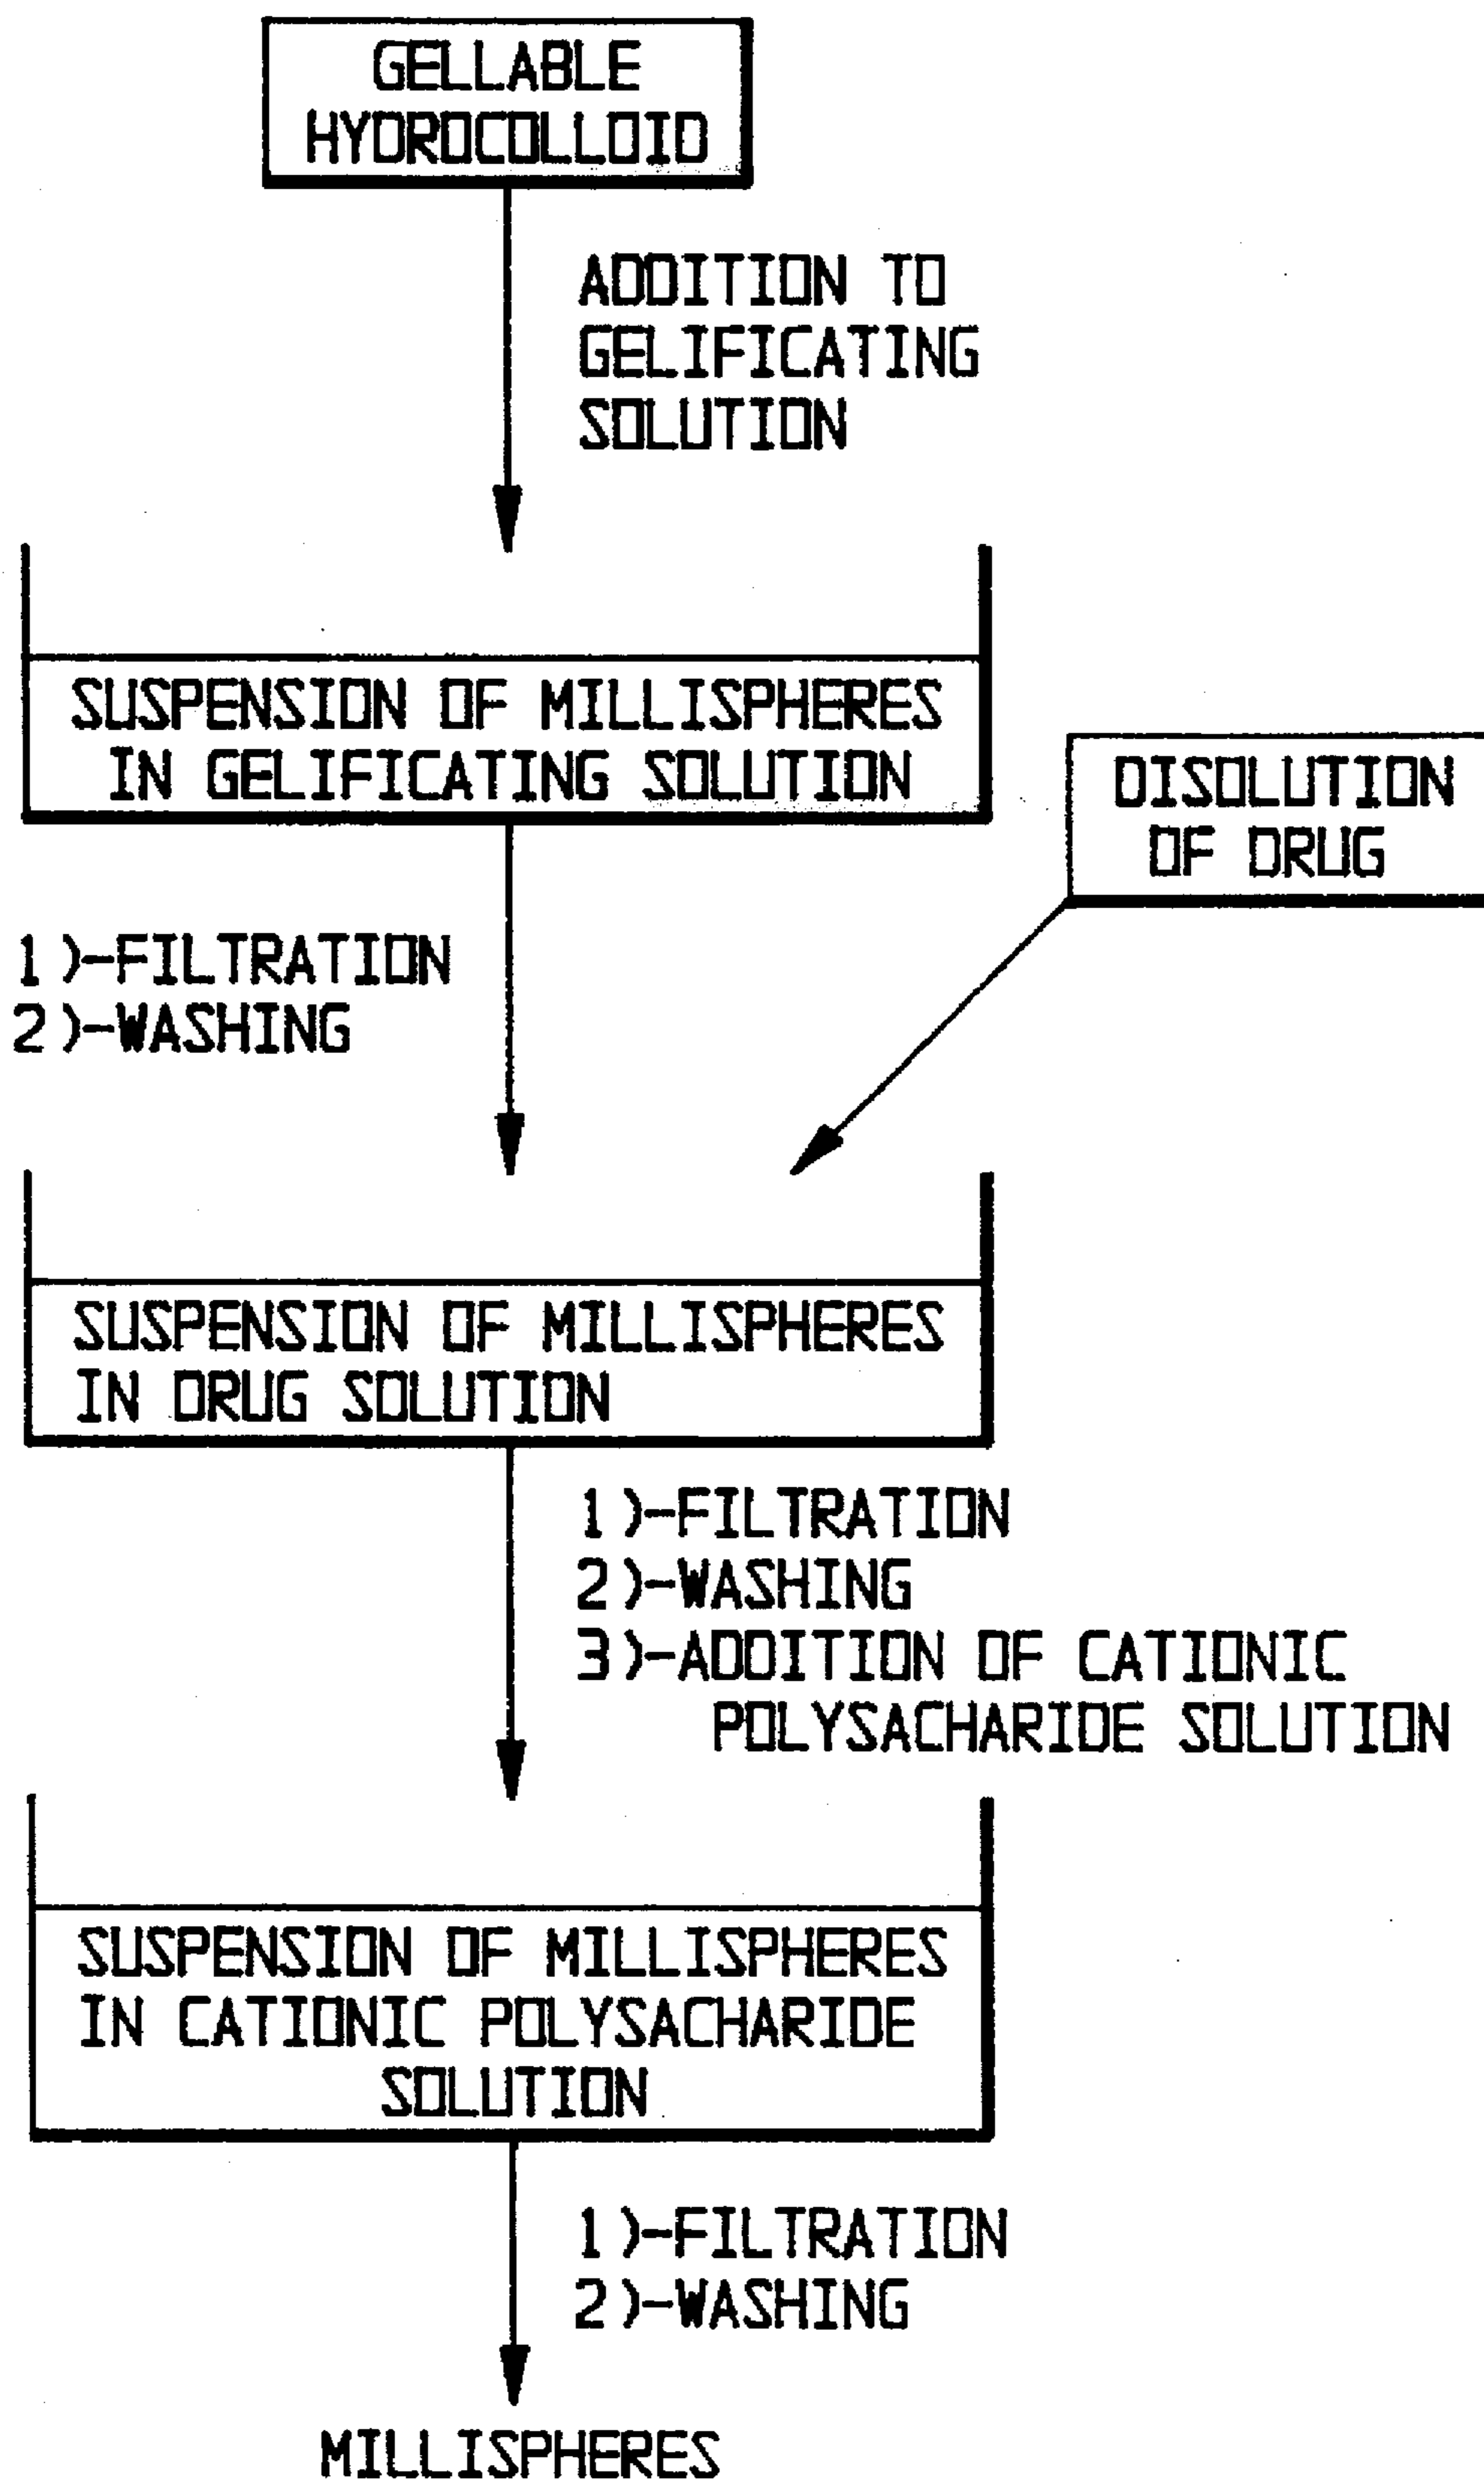 GELLABLE
HYDROCOLLOID
ADDITION TO
GELIFICATING
SOLUTION
SUSPENSION OF MILLISPHERES
IN GELIFICATING SOLUTION
DISOLUTION
OF DRUG
1)-FILTRATION
2)-WASHING
SUSPENSION OF MILLISPHERES
IN DRUG SOLUTION
1)-FILTRATION
2)-WASHING
3)-ADDITION OF CATIONIC
POLYSACHARIDE SOLUTION
SUSPENSION OF MILLISPHERES
IN CATIONIC POLYSACHARIDE
SOLUTION
1)-FILTRATION
2)-WASHING
MILLISPHERES